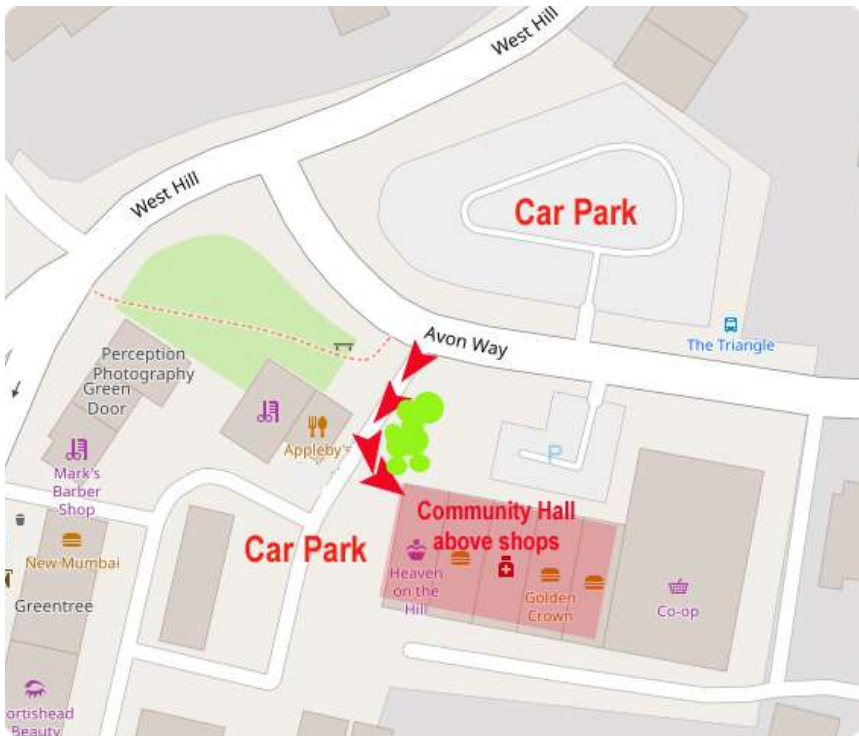 West Hill
West Hill
Car Park
Avon Way
The Triangle
Perception
Photography
Green
Door
Appleby's
P
Mark's
Barber
Shop
Community Hall
above shops
Car Park
New Mumbai
Heaven
on the
Hill
Golden
Crown
Co-op
Greentree
ortishead
Beauty